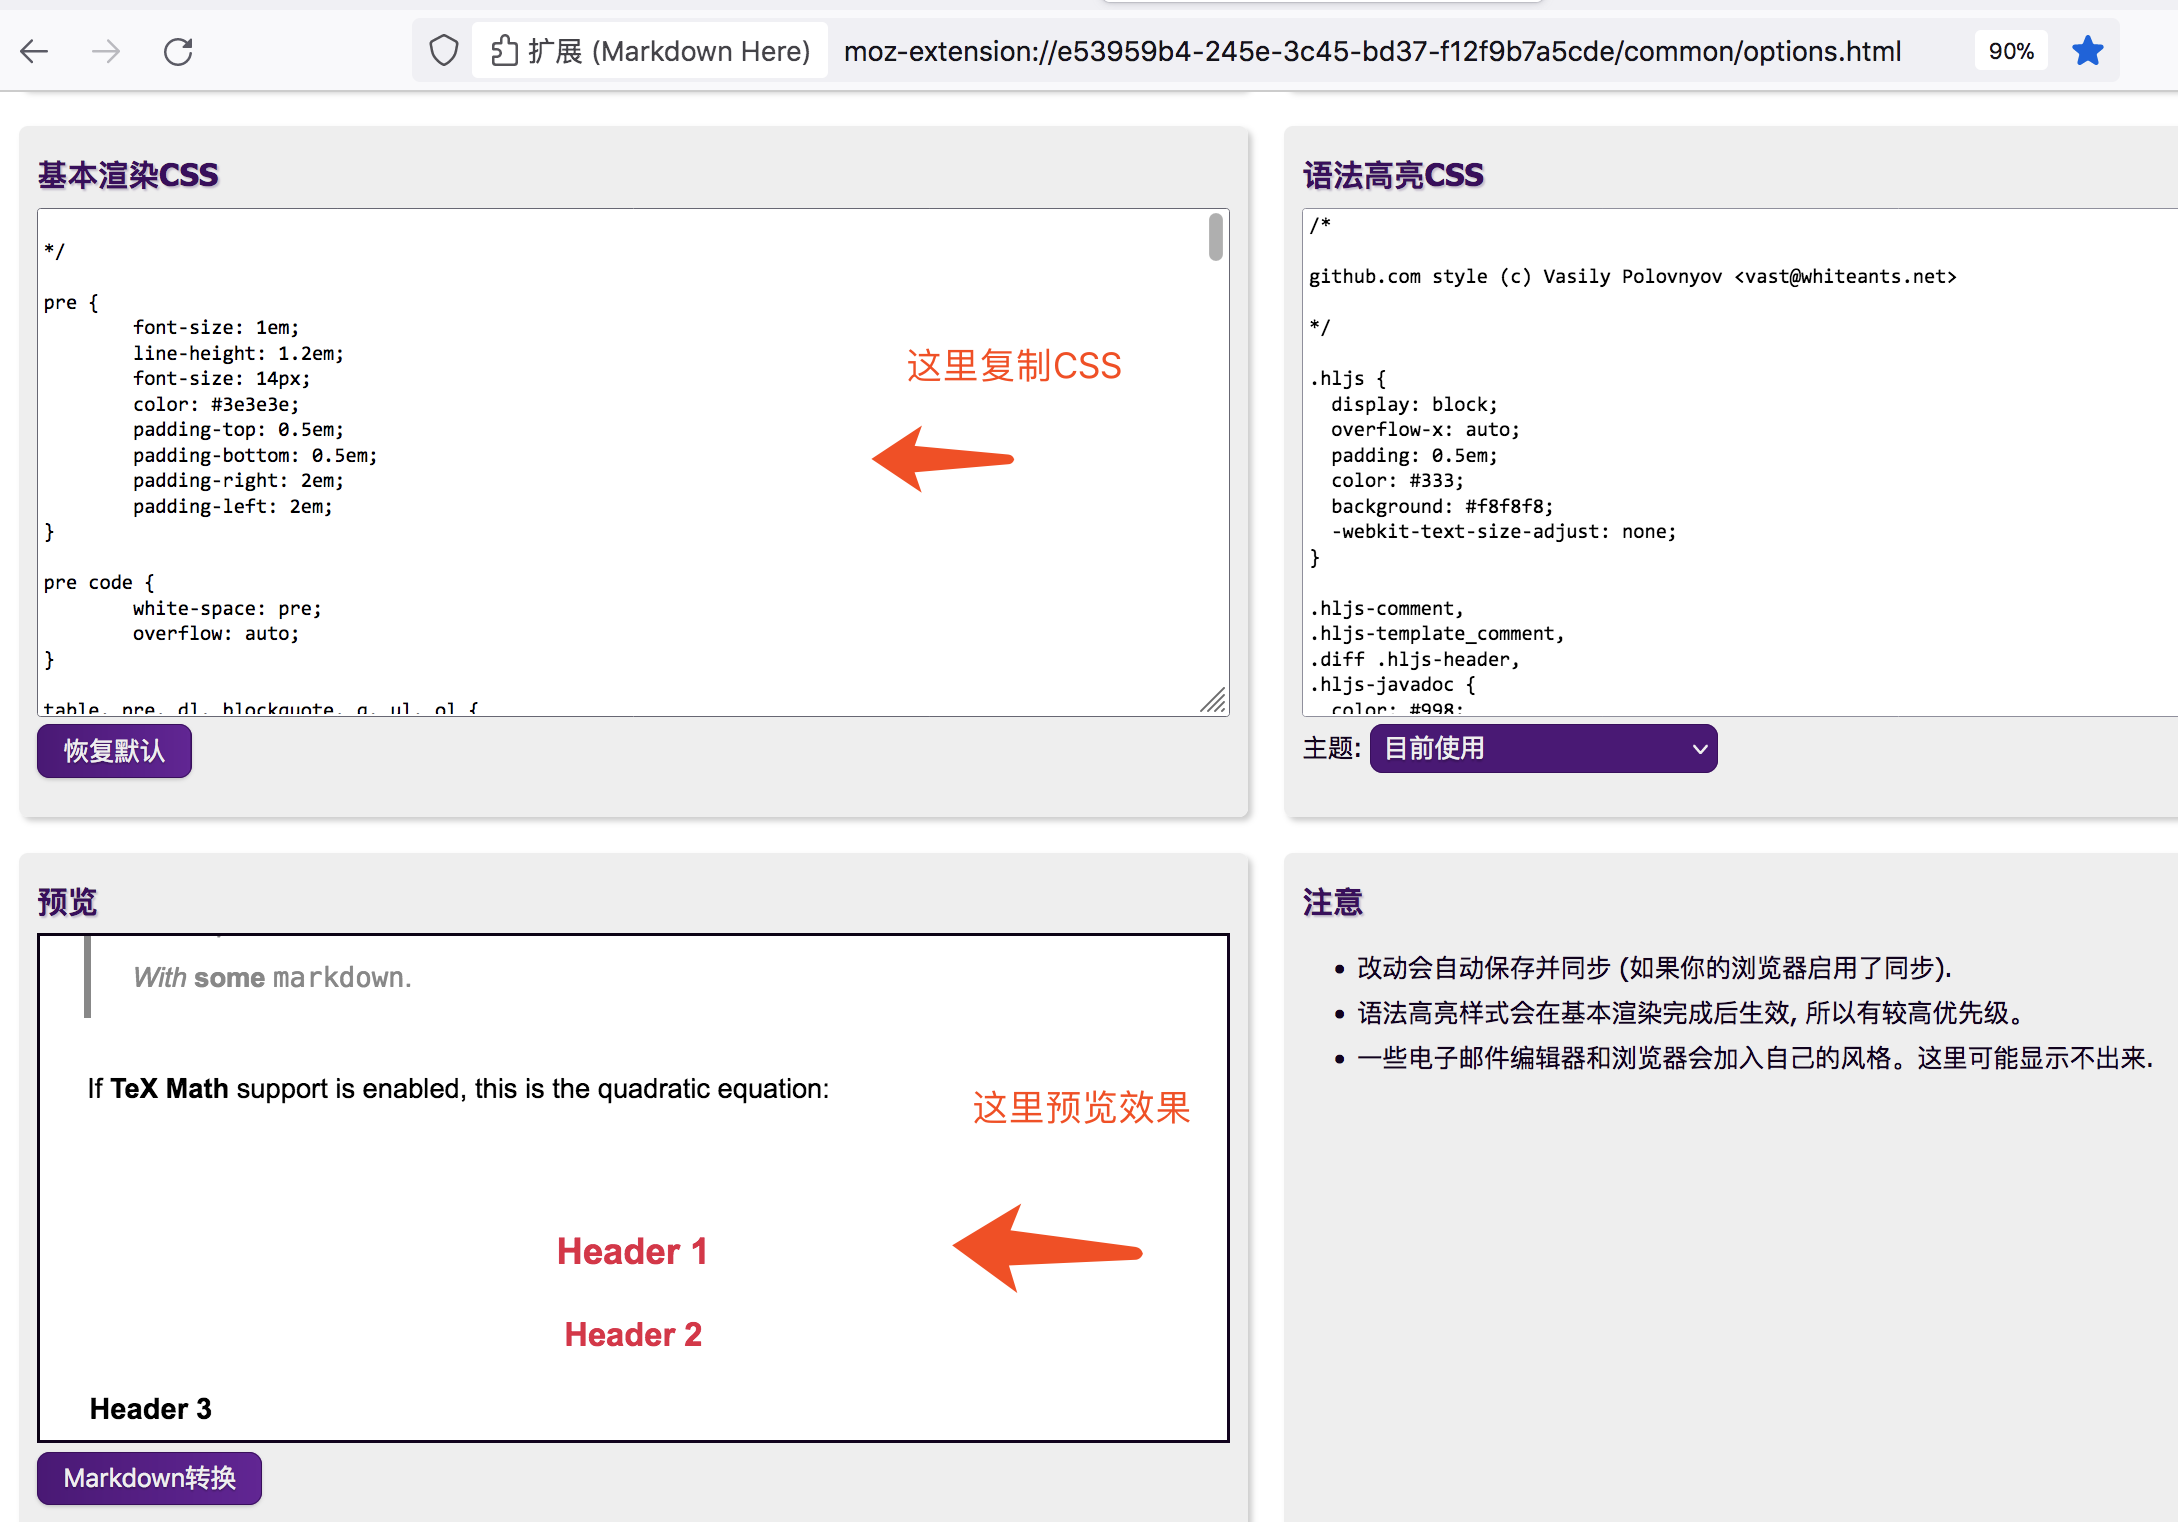 扩展 (Markdown Here)
moz-extension://e53959b4-245e-3c45-bd37-f12f9b7a5cde/common/options.html
90%
基本渲染CSS
*/
pre {
font-size: 1em;
line-height: 1.2em;
font-size: 14px;
color: #3e3e3e;
padding-top: 0.5em;
padding-bottom: 0.5em;
padding-right: 2em;
padding-left: 2em;
}
pre code {
white-space: pre;
overflow: auto;
}
table, pre, dl, blockquote, q, ul, ol {
这里复制CSS
恢复默认
语法高亮CSS
/*
github.com style (c) Vasily Polovnyov <vast@whiteants.net>
*/
.hljs {
display: block;
overflow-x: auto;
padding: 0.5em;
color: #333;
background: #f8f8f8;
-webkit-text-size-adjust: none;
}
.hljs-comment,
.hljs-template_comment,
.diff .hljs-header,
.hljs-javadoc {
color: #998;
主题: 目前使用
预览
With some markdown.
If TeX Math support is enabled, this is the quadratic equation:
这里预览效果
Header 1
Header 2
Header 3
Markdown转换
注意
• 改动会自动保存并同步 (如果你的浏览器启用了同步).
• 语法高亮样式会在基本渲染完成后生效, 所以有较高优先级。
• 一些电子邮件编辑器和浏览器会加入自己的风格。这里可能显示不出来.